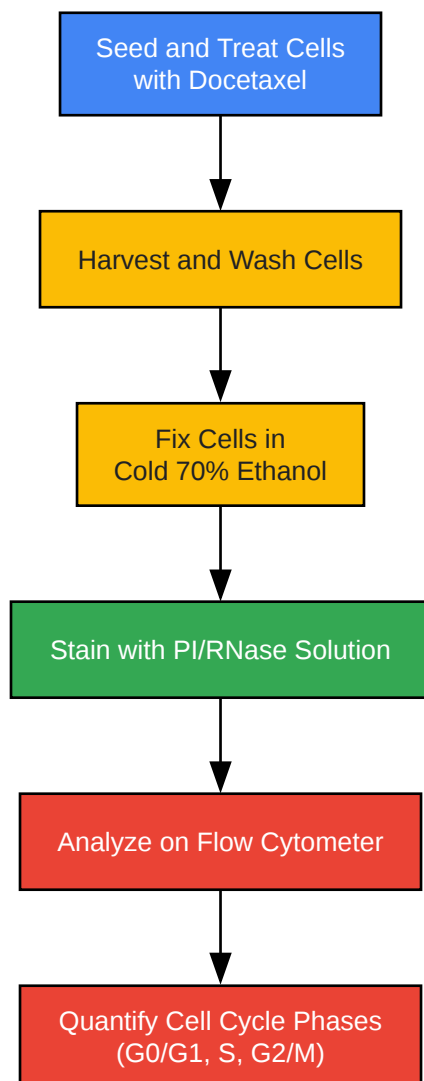 Seed and Treat Cells
with Docetaxel
Harvest and Wash Cells
Fix Cells in
Cold 70% Ethanol
Stain with PI/RNase Solution
Analyze on Flow Cytometer
Quantify Cell Cycle Phases
(G0/G1, S, G2/M)